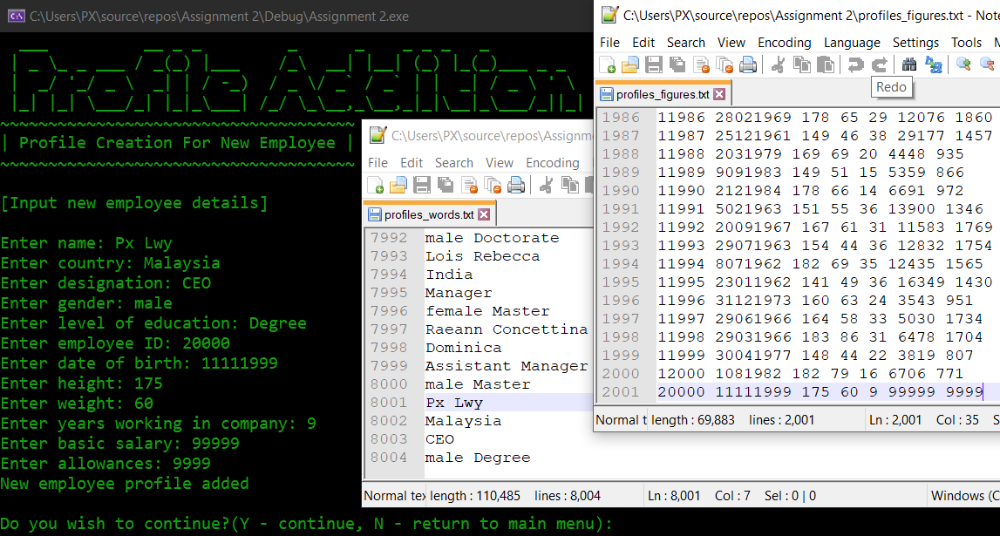 C:\Users\PX\source\repos\Assignment 2\Debug\Assignment 2.exe
Profile Addition
| Profile Creation For New Employee |
[Input new employee details]
Enter name: Px Lwy
Enter country: Malaysia
Enter designation: CEO
Enter gender: male
Enter level of education: Degree
Enter employee ID: 20000
Enter date of birth: 11111999
Enter height: 175
Enter weight: 60
Enter years working in company: 9
Enter basic salary: 99999
Enter allowances: 9999
New employee profile added
Do you wish to continue?(Y - continue, N - return to main menu):
C:\Users\PX\source\repos\Assignm
File Edit Search View Encoding
profiles_words.txt
7992 male Doctorate
7993 Lois Rebecca
7994 India
7995 Manager
7996 female Master
7997 Raeann Concettina
7998 Dominica
7999 Assistant Manager
8000 male Master
8001 Px Lwy
8002 Malaysia
8003 CEO
8004 male Degree
Normal tex length : 110,485 lines : 8,004 Ln : 8,001 Col : 7 Sel : 0 | 0 Windows (C
C:\Users\PX\source\repos\Assignment 2\profiles_figures.txt - Note
File Edit Search View Encoding Language Settings Tools M
Redo
profiles_figures.txt
1986 11986 28021969 178 65 29 12076 1860
1987 11987 25121961 149 46 38 29177 1457
1988 11988 2031979 169 69 20 4448 935
1989 11989 9091983 149 51 15 5359 866
1990 11990 2121984 178 66 14 6691 972
1991 11991 5021963 151 55 36 13900 1346
1992 11992 20091967 167 61 31 11583 1769
1993 11993 29071963 154 44 36 12832 1754
1994 11994 8071962 182 69 35 12435 1565
1995 11995 23011962 141 49 36 16349 1430
1996 11996 31121973 160 63 24 3543 951
1997 11997 29061966 164 58 33 5030 1734
1998 11998 29031966 183 86 31 6478 1704
1999 11999 30041977 148 44 22 3819 807
2000 12000 1081982 182 79 16 6706 771
2001 20000 11111999 175 60 9 99999 9999
Normal t length : 69,883 lines : 2,001 Ln : 2,001 Col : 35 S